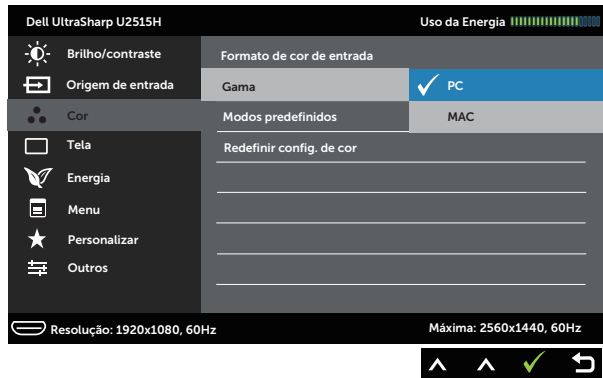 Dell UltraSharp U2515H
Uso da Energia
Brilho/contraste
Formato de cor de entrada
Origem de entrada
Gama
PC
Cor
Modos predefinidos
MAC
Tela
Redefinir config. de cor
Energia
Menu
Personalizar
Outros
Resolução: 1920x1080, 60Hz
Máxima: 2560x1440, 60Hz